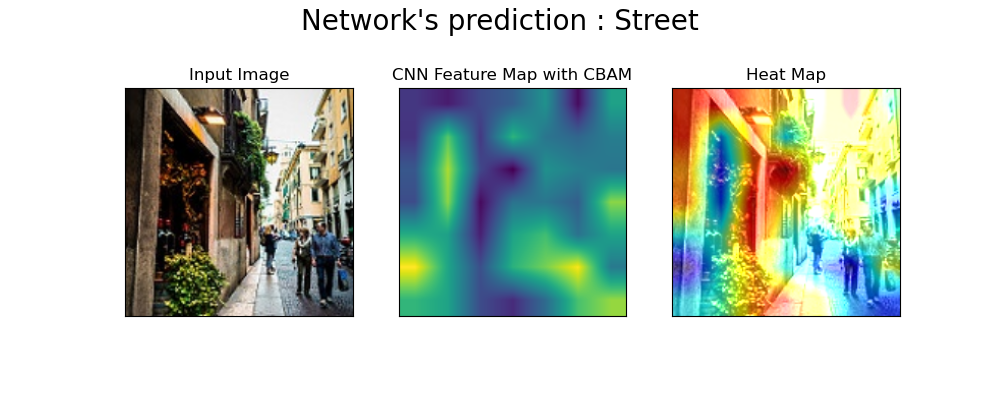 Network's prediction : Street
Input Image
CNN Feature Map with CBAM
Heat Map